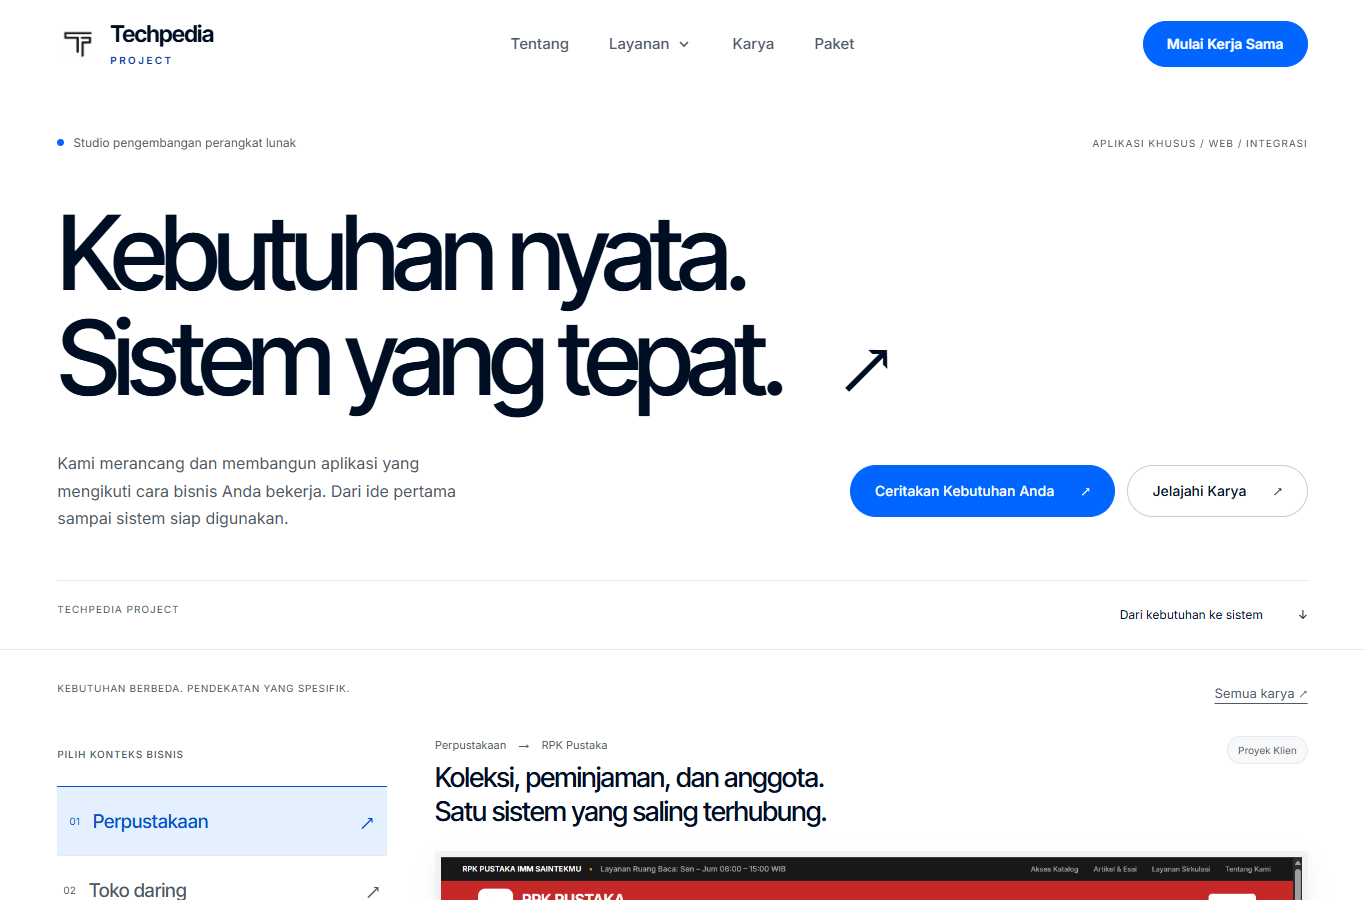 Techpedia
PROJECT
Tentang
Layanan
Karya
Paket
Mulai Kerja Sama
Studio pengembangan perangkat lunak
APLIKASI KHUSUS / WEB / INTEGRASI
Kebutuhan nyata.
Sistem yang tepat.
Kami merancang dan membangun aplikasi yang
mengikuti cara bisnis Anda bekerja. Dari ide pertama
sampai sistem siap digunakan.
Ceritakan Kebutuhan Anda
Jelajahi Karya
TECHPEDIA PROJECT
Dari kebutuhan ke sistem
KEBUTUHAN BERBEDA. PENDEKATAN YANG SPESIFIK.
Semua karya
PILIH KONTEKS BISNIS
01 Perpustakaan
02 Toko daring
Perpustakaan → RPK Pustaka
Proyek Klien
Koleksi, peminjaman, dan anggota.
Satu sistem yang saling terhubung.
RPK PUSTAKA IMM SAINTEKMU • Layanan Ruang Baca: Sen – Jum 06:00 – 15:00 WIB
Akses Katalog
Artikel & Esai
Layanan Sirkulasi
Tentang Kami
RPK PUSTAKA